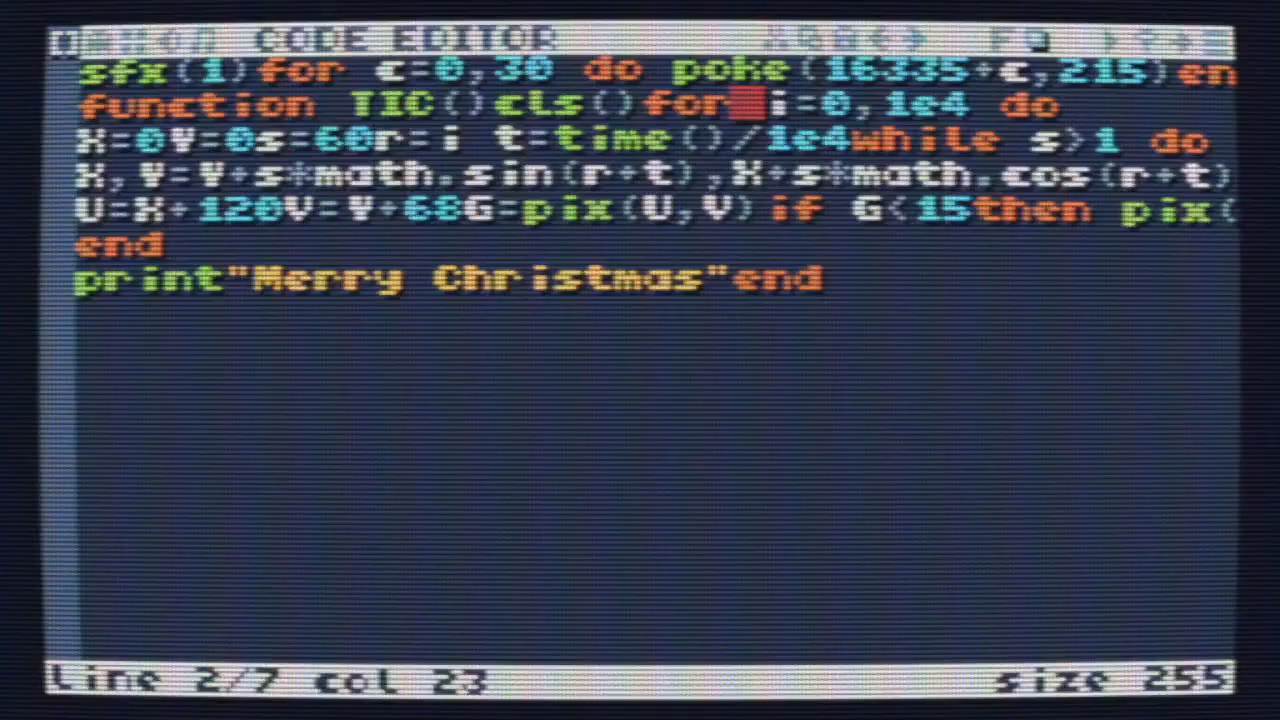 CODE EDITOR
sfx(1)for c=0,30 do poke(16335+c,215)en
function TIC()cls()for i=0,1e4 do
X=0Y=0s=60r=i t=time()/1e4while s>1 do
X,Y=Y+s*math.sin(r+t),X+s*math.cos(r+t)
U=X+120V=Y+68G=pix(U,V)if G<15then pix(
end
print"Merry Christmas"end
line 2/7 col 23
size 255